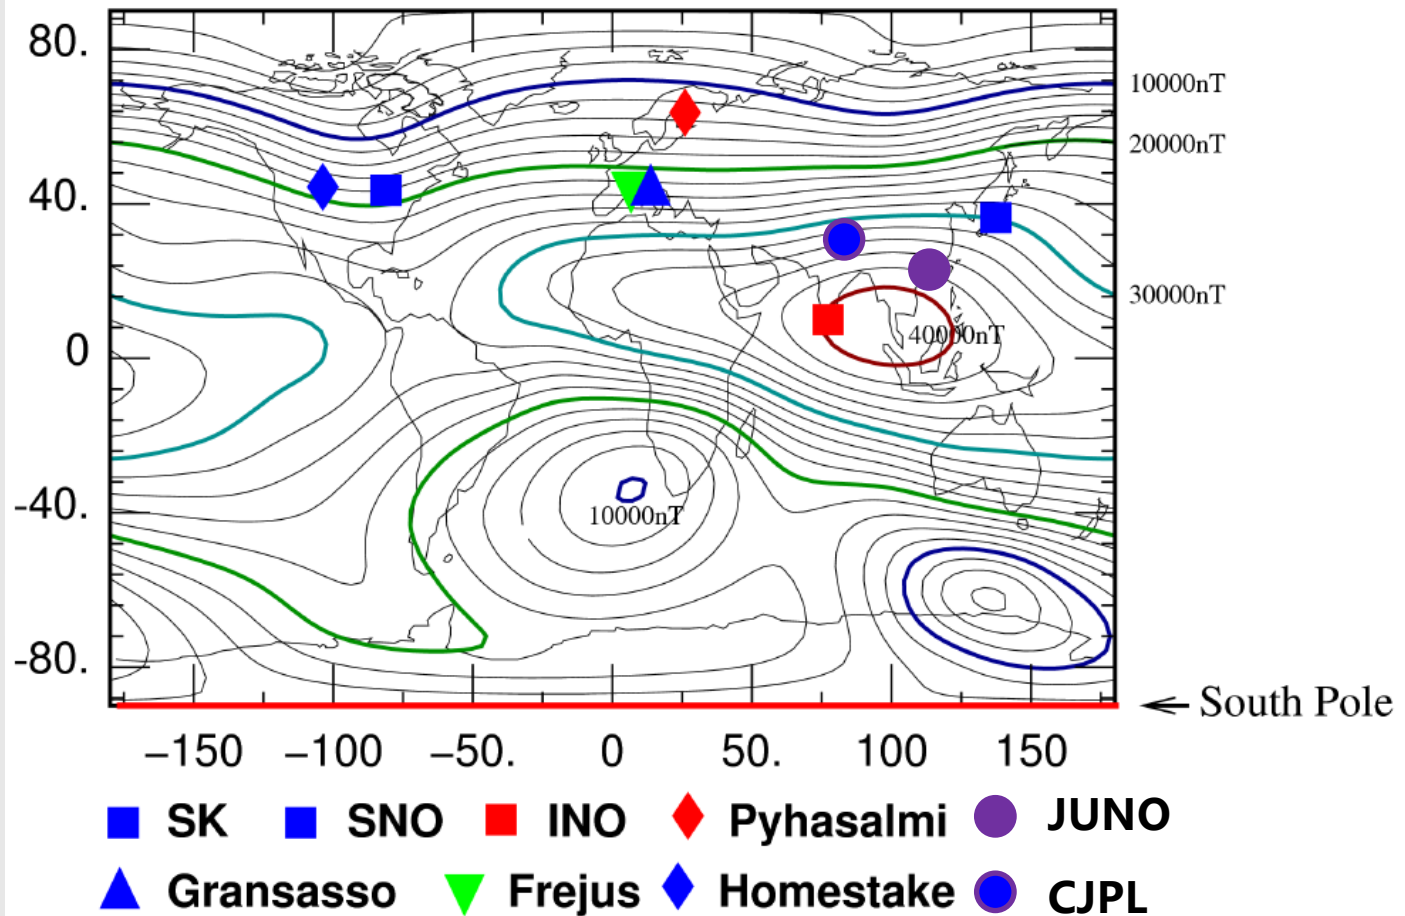 80.
10000nT
20000nT
40.
30000nT
40000nT
0
-40.
10000nT
-80.
South Pole
−150 −100 −50. 0 50. 100 150
SK SNO INO Pyhasalmi JUNO
Gransasso Frejus Homestake CJPL